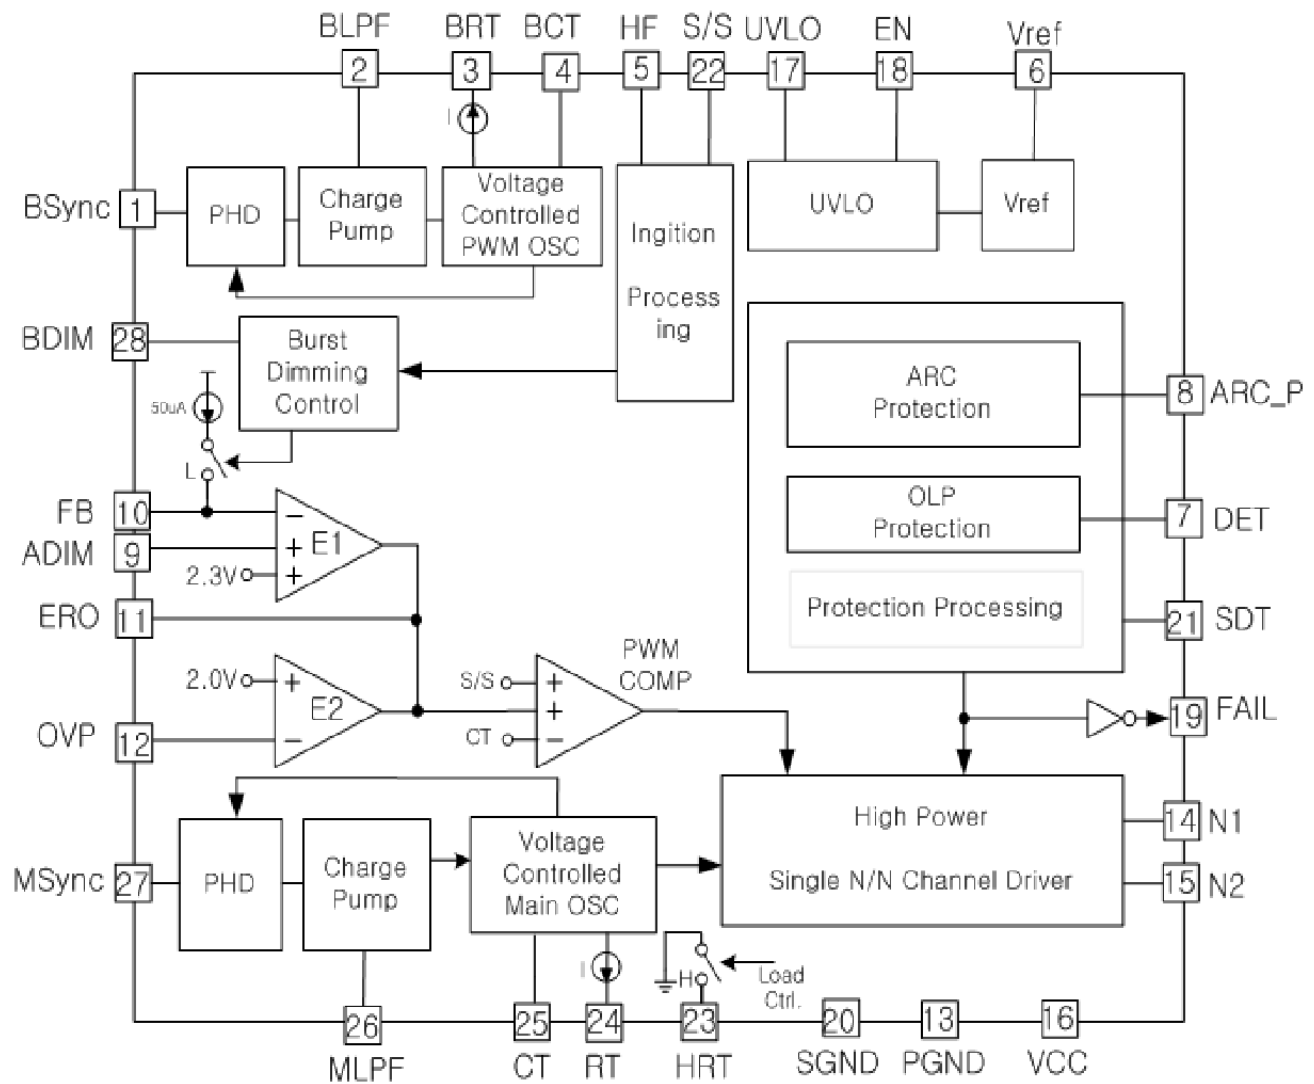 BLPF BRT BCT HF S/S UVLO EN Vref
2 3 4 5 22 17 18 6
I
BSync 1
PHD
Charge
Pump
Voltage
Controlled
PWM OSC
Ingition
Process
ing
UVLO
Vref
BDIM 28
Burst
Dimming
Control
50uA
L
ARC
Protection
8 ARC_P
OLP
Protection
7 DET
Protection Processing
21 SDT
FB 10
ADIM 9
2.3V
−
+
+
E1
ERO 11
2.0V
+
−
E2
OVP 12
S/S
CT
+
+
−
PWM
COMP
19 FAIL
High Power
Single N/N Channel Driver
14 N1
15 N2
MSync 27
PHD
Charge
Pump
Voltage
Controlled
Main OSC
I
H
Load
Ctrl.
26 25 24 23 20 13 16
MLPF CT RT HRT SGND PGND VCC